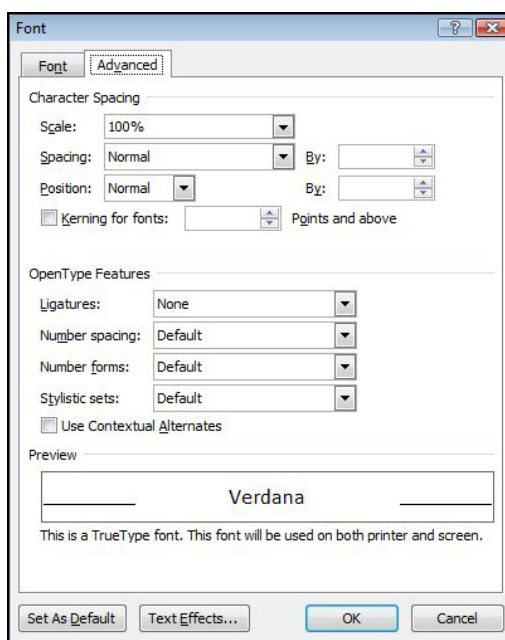 Font
Font Advanced
Character Spacing
Scale: 100%
Spacing: Normal By:
Position: Normal By:
Kerning for fonts: Points and above
OpenType Features
Ligatures: None
Number spacing: Default
Number forms: Default
Stylistic sets: Default
Use Contextual Alternates
Preview
Verdana
This is a TrueType font. This font will be used on both printer and screen.
Set As Default Text Effects... OK Cancel